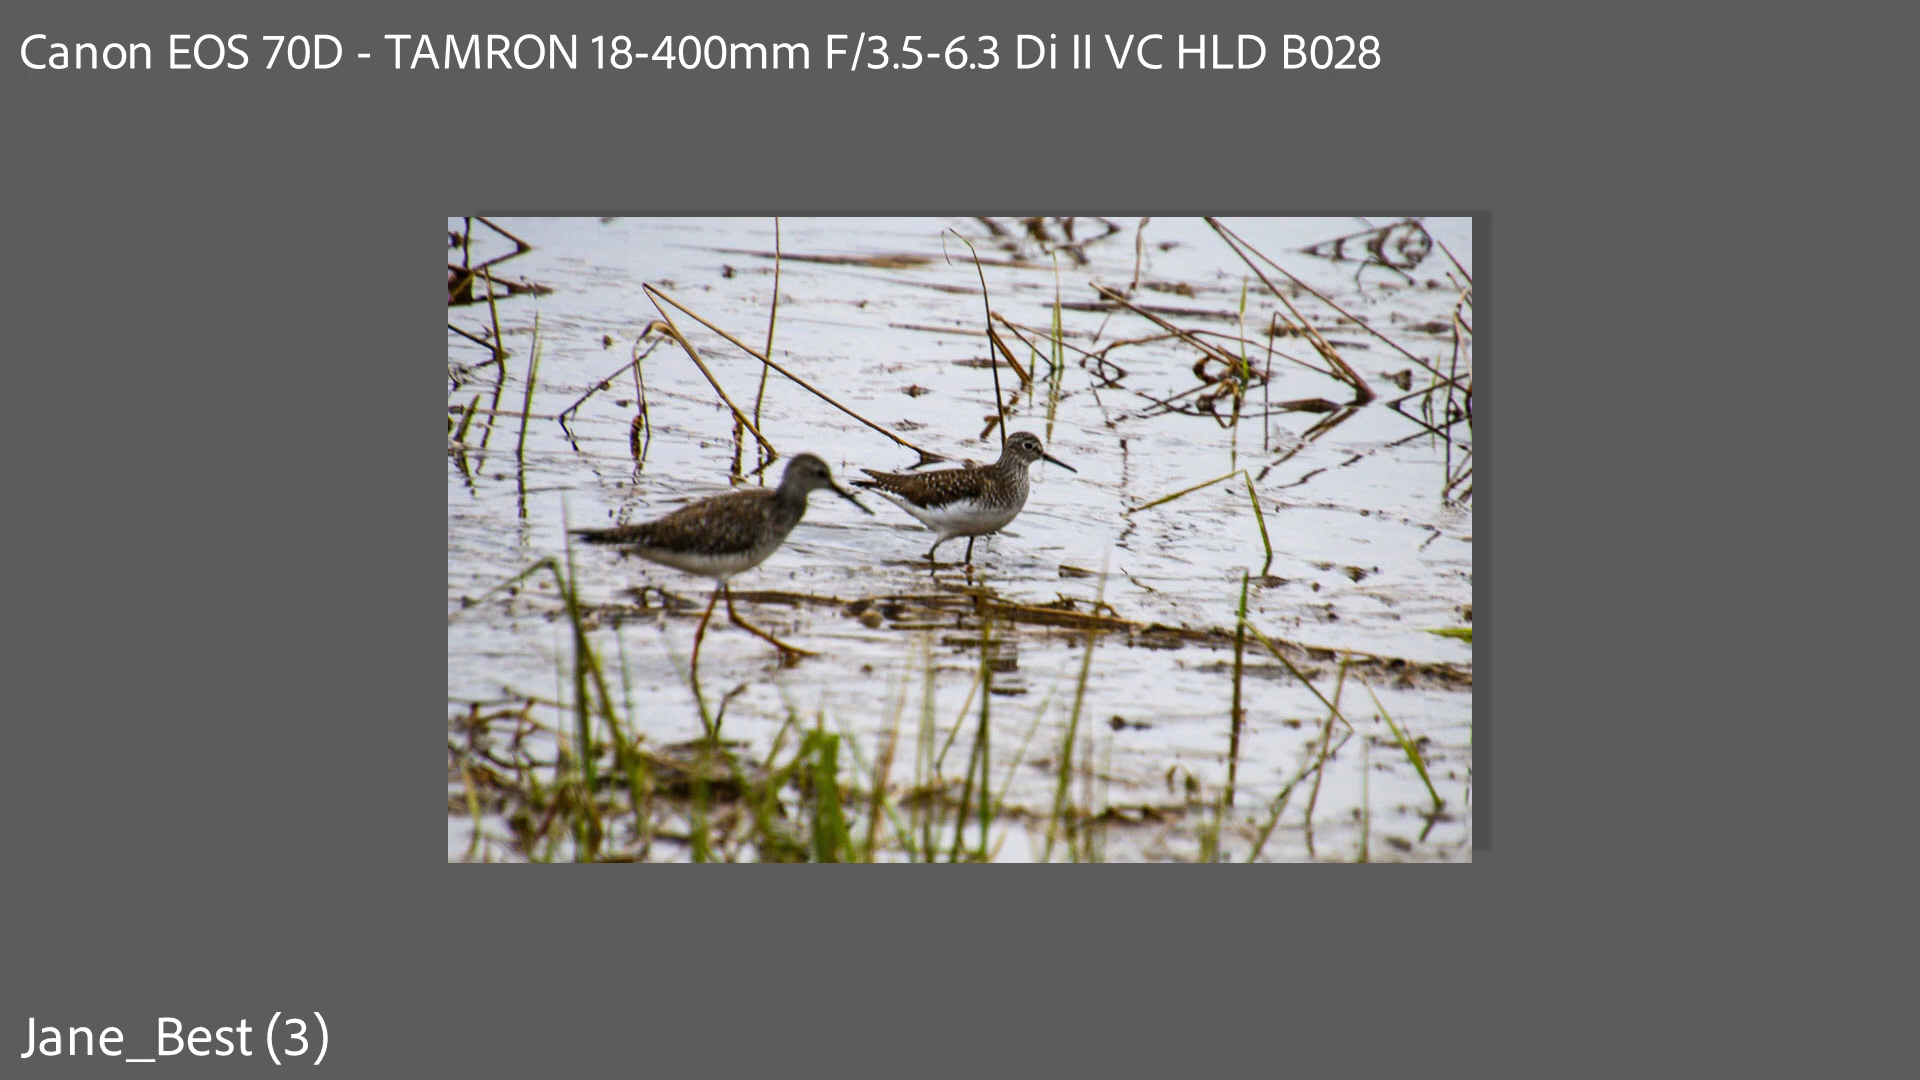 Canon EOS 70D - TAMRON 18-400mm F/3.5-6.3 Di II VC HLD B028
Jane_Best (3)